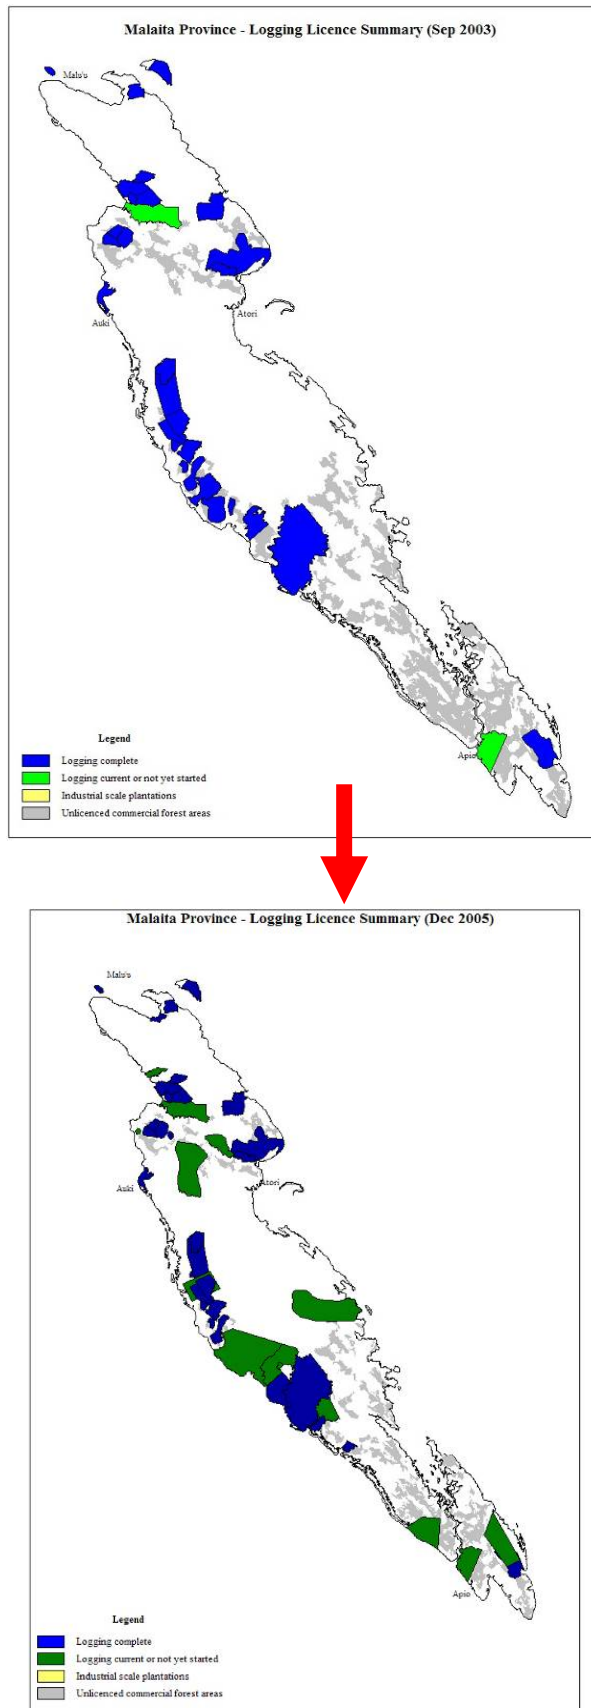 Malaita Province - Logging Licence Summary (Sep 2003)
Malu'u
Auki
Atori
Apio
Legend
Logging complete
Logging current or not yet started
Industrial scale plantations
Unlicenced commercial forest areas
Malaita Province - Logging Licence Summary (Dec 2005)
Malu'u
Auki
Atori
Apio
Legend
Logging complete
Logging current or not yet started
Industrial scale plantations
Unlicenced commercial forest areas